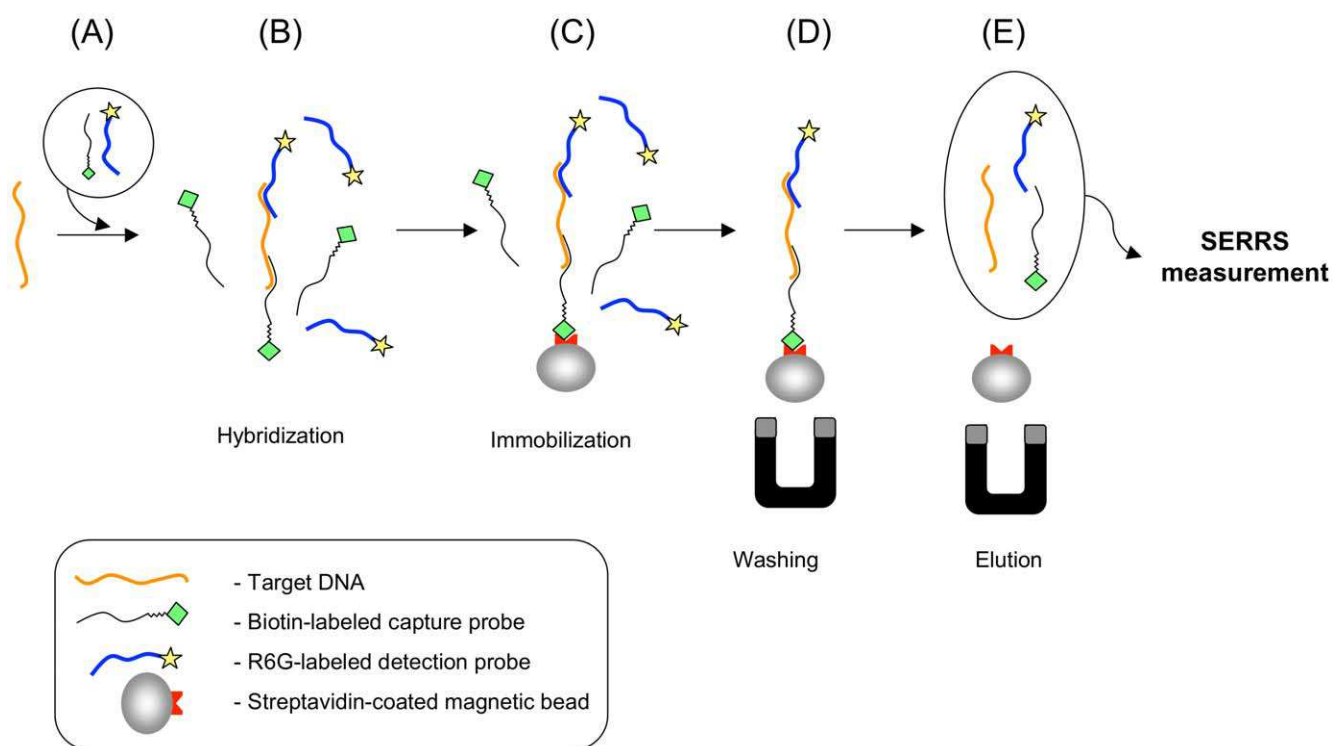 (A)
(B)
(C)
(D)
(E)
SERRS
measurement
Hybridization
Immobilization
Washing
Elution
- Target DNA
- Biotin-labeled capture probe
- R6G-labeled detection probe
- Streptavidin-coated magnetic bead